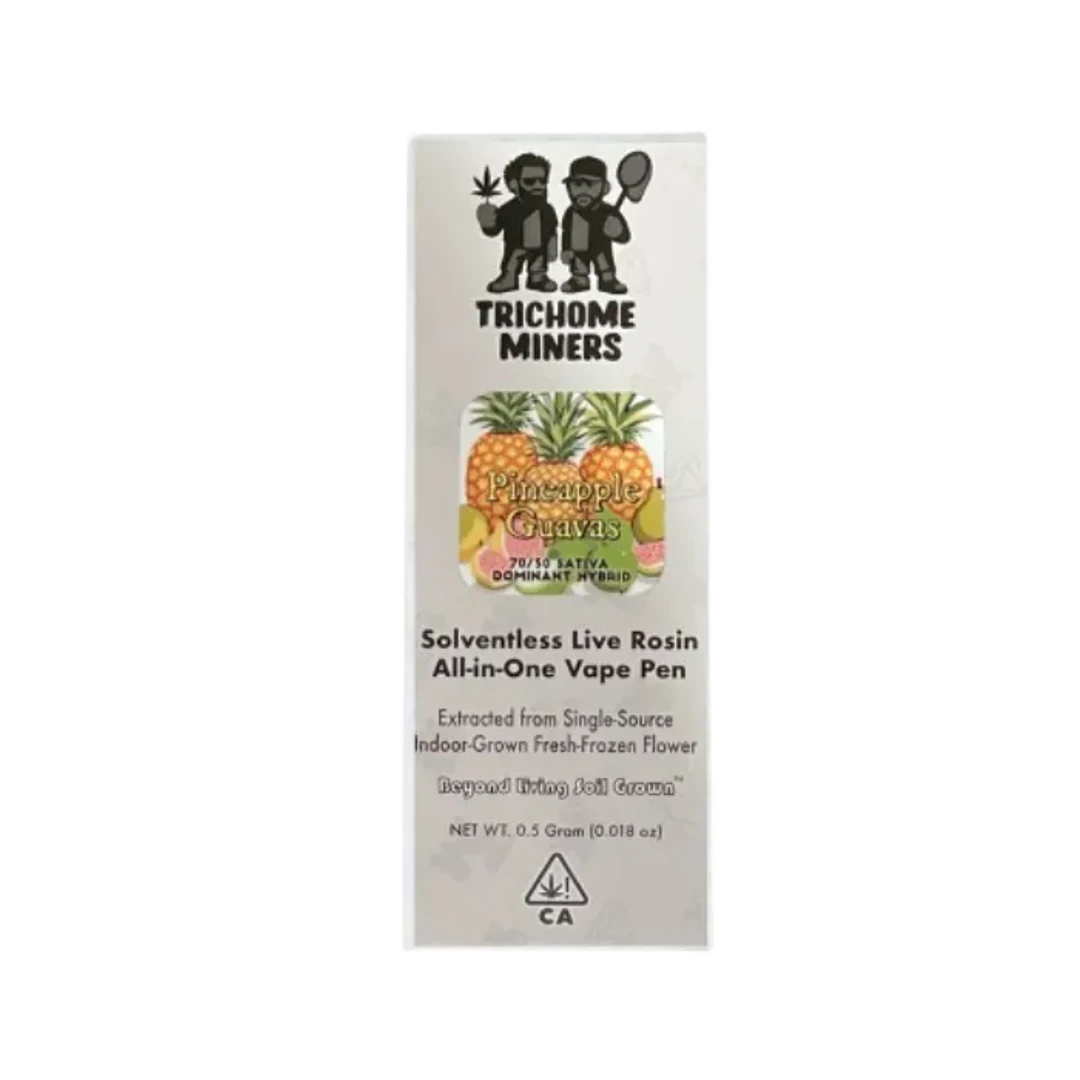 TRICHOME
MINERS
Pineapple
Guavas
70/30 SATIVA
DOMINANT HYBRID
Solventless Live Rosin
All-in-One Vape Pen
Extracted from Single-Source
Indoor-Grown Fresh-Frozen Flower
Beyond Living Soil Grown™
NET WT. 0.5 Gram (0.018 oz)
!
CA